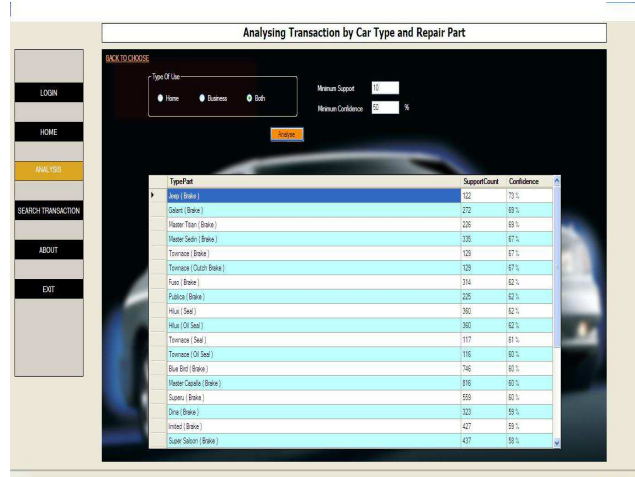 Analysing Transaction by Car Type and Repair Part
BACK TO CHOOSE
Type Of Use
Home Business Both
Minimum Support 10
Minimum Confidence 50 %
Analyse
LOGIN
HOME
ANALYSIS
SEARCH TRANSACTION
ABOUT
EXIT
TypePart SupportCount Confidence
Jeep ( Brake ) 122 73 %
Galant ( Brake ) 272 69 %
Master Titan ( Brake ) 226 69 %
Master Sedin ( Brake ) 335 67 %
Townace ( Brake ) 129 67 %
Townace ( Clutch Brake ) 129 67 %
Fuso ( Brake ) 314 62 %
Publica ( Brake ) 225 62 %
Hilux ( Seal ) 360 62 %
Hilux ( Oil Seal ) 360 62 %
Townace ( Seal ) 117 61 %
Townace ( Oil Seal ) 116 60 %
Blue Bird ( Brake ) 746 60 %
Master Capalla ( Brake ) 816 60 %
Superu ( Brake ) 559 60 %
Dina ( Brake ) 323 59 %
limited ( Brake ) 427 59 %
Super Saloon ( Brake ) 437 58 %